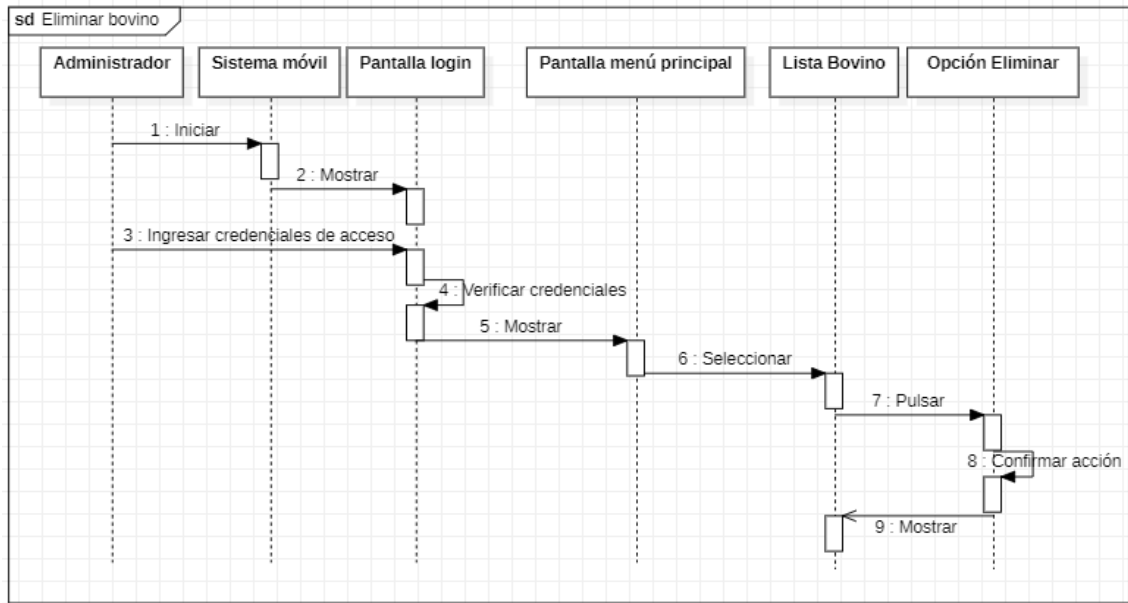 sd Eliminar bovino
Administrador
Sistema móvil
Pantalla login
Pantalla menú principal
Lista Bovino
Opción Eliminar
1 : Iniciar
2 : Mostrar
3 : Ingresar credenciales de acceso
4 : Verificar credenciales
5 : Mostrar
6 : Seleccionar
7 : Pulsar
8 : Confirmar acción
9 : Mostrar